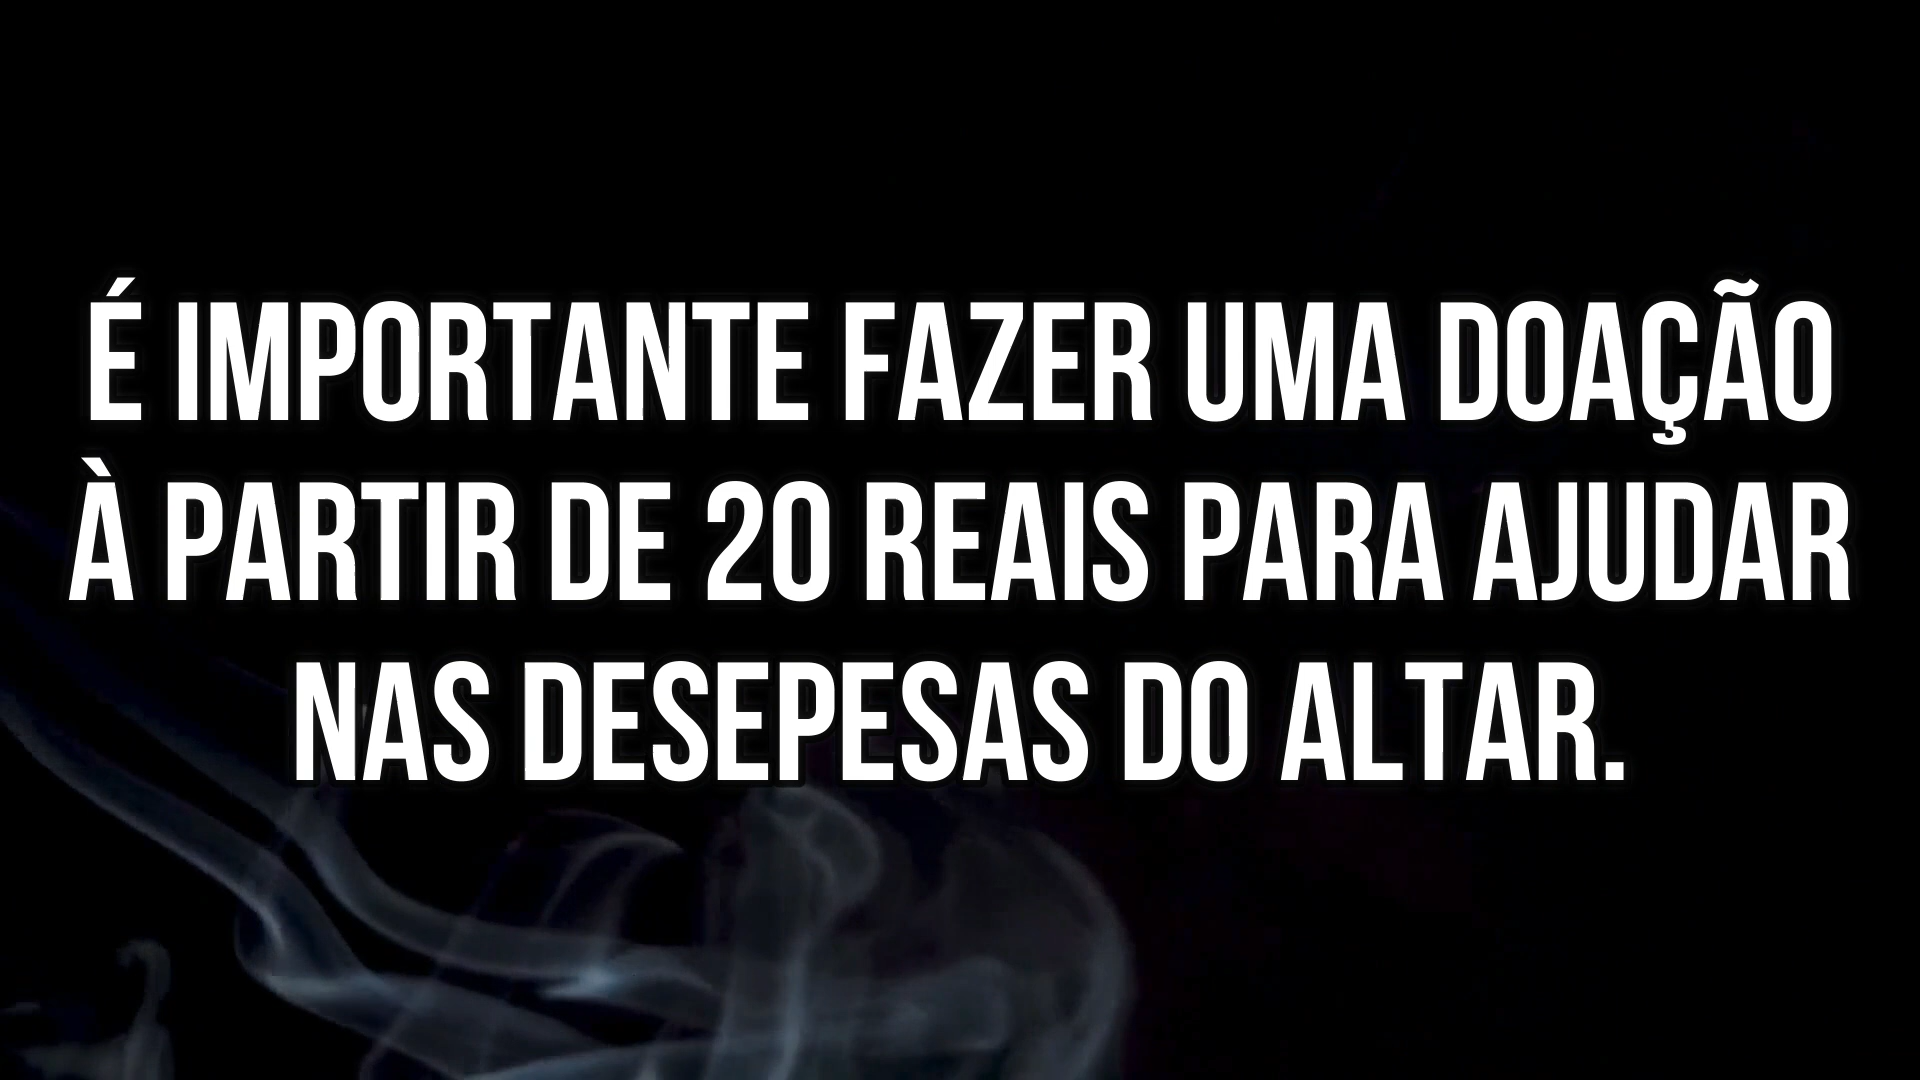 É IMPORTANTE FAZER UMA DOAÇÃO
À PARTIR DE 20 REAIS PARA AJUDAR
NAS DESEPESAS DO ALTAR.